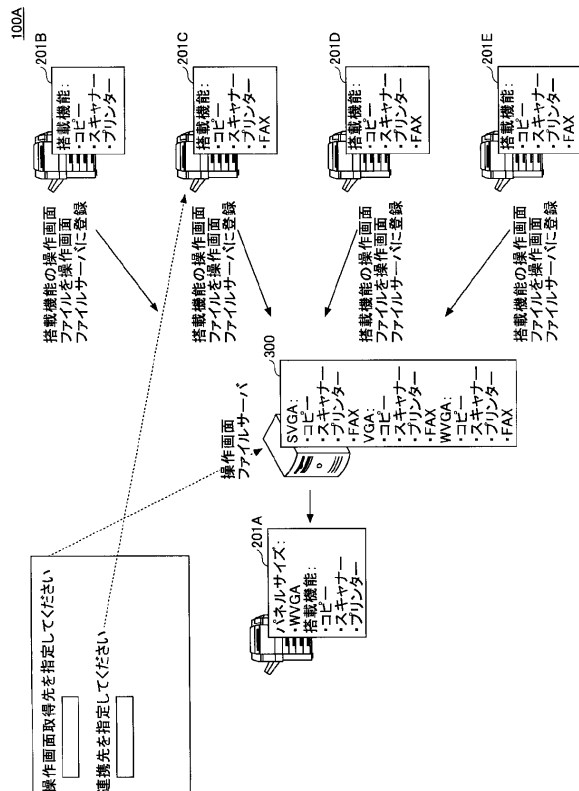 100A
操作画面取得先を指定してください
連携先を指定してください
操作画面
ファイルサーバ
201A
パネルサイズ:
・WVGA
搭載機能:
・コピー
・スキャナー
・プリンター
300
SVGA:
・コピー
・スキャナー
・プリンター
・FAX
VGA:
・コピー
・スキャナー
・プリンター
・FAX
WVGA:
・コピー
・スキャナー
・プリンター
・FAX
搭載機能の操作画面
ファイルを操作画面
ファイルサーバに登録
搭載機能の操作画面
ファイルを操作画面
ファイルサーバに登録
搭載機能の操作画面
ファイルを操作画面
ファイルサーバに登録
搭載機能の操作画面
ファイルを操作画面
ファイルサーバに登録
201E
搭載機能:
・コピー
・スキャナー
・プリンター
・FAX
201D
搭載機能:
・コピー
・スキャナー
・プリンター
・FAX
201C
搭載機能:
・コピー
・スキャナー
・プリンター
・FAX
201B
搭載機能:
・コピー
・スキャナー
・プリンター